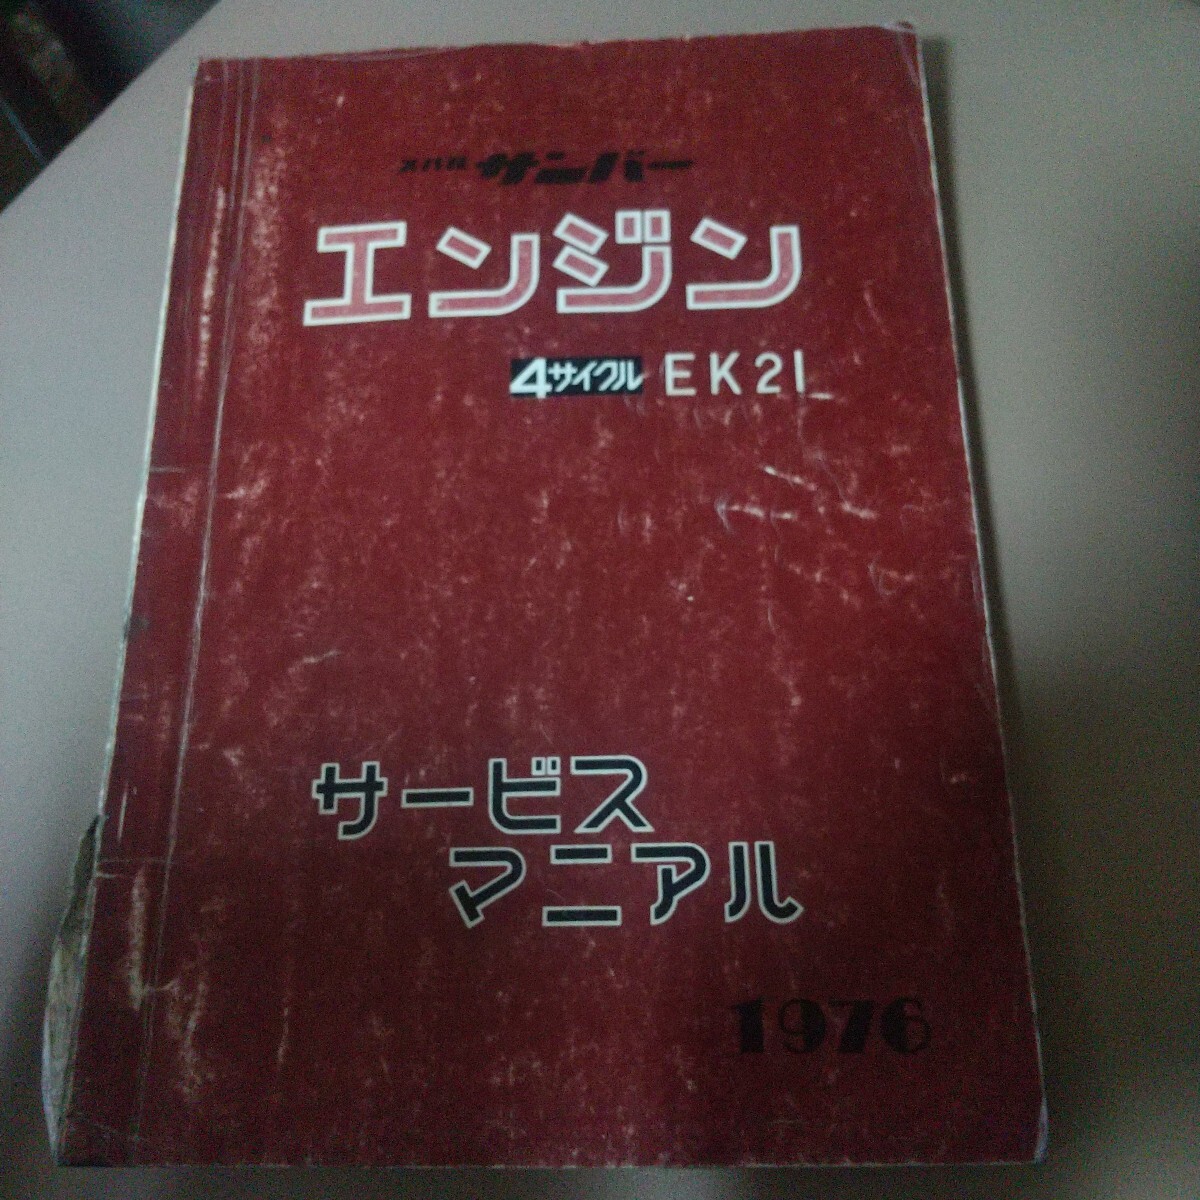 スバル サンバー
エンジン
4サイクル EK21
サービス
マニアル
1976